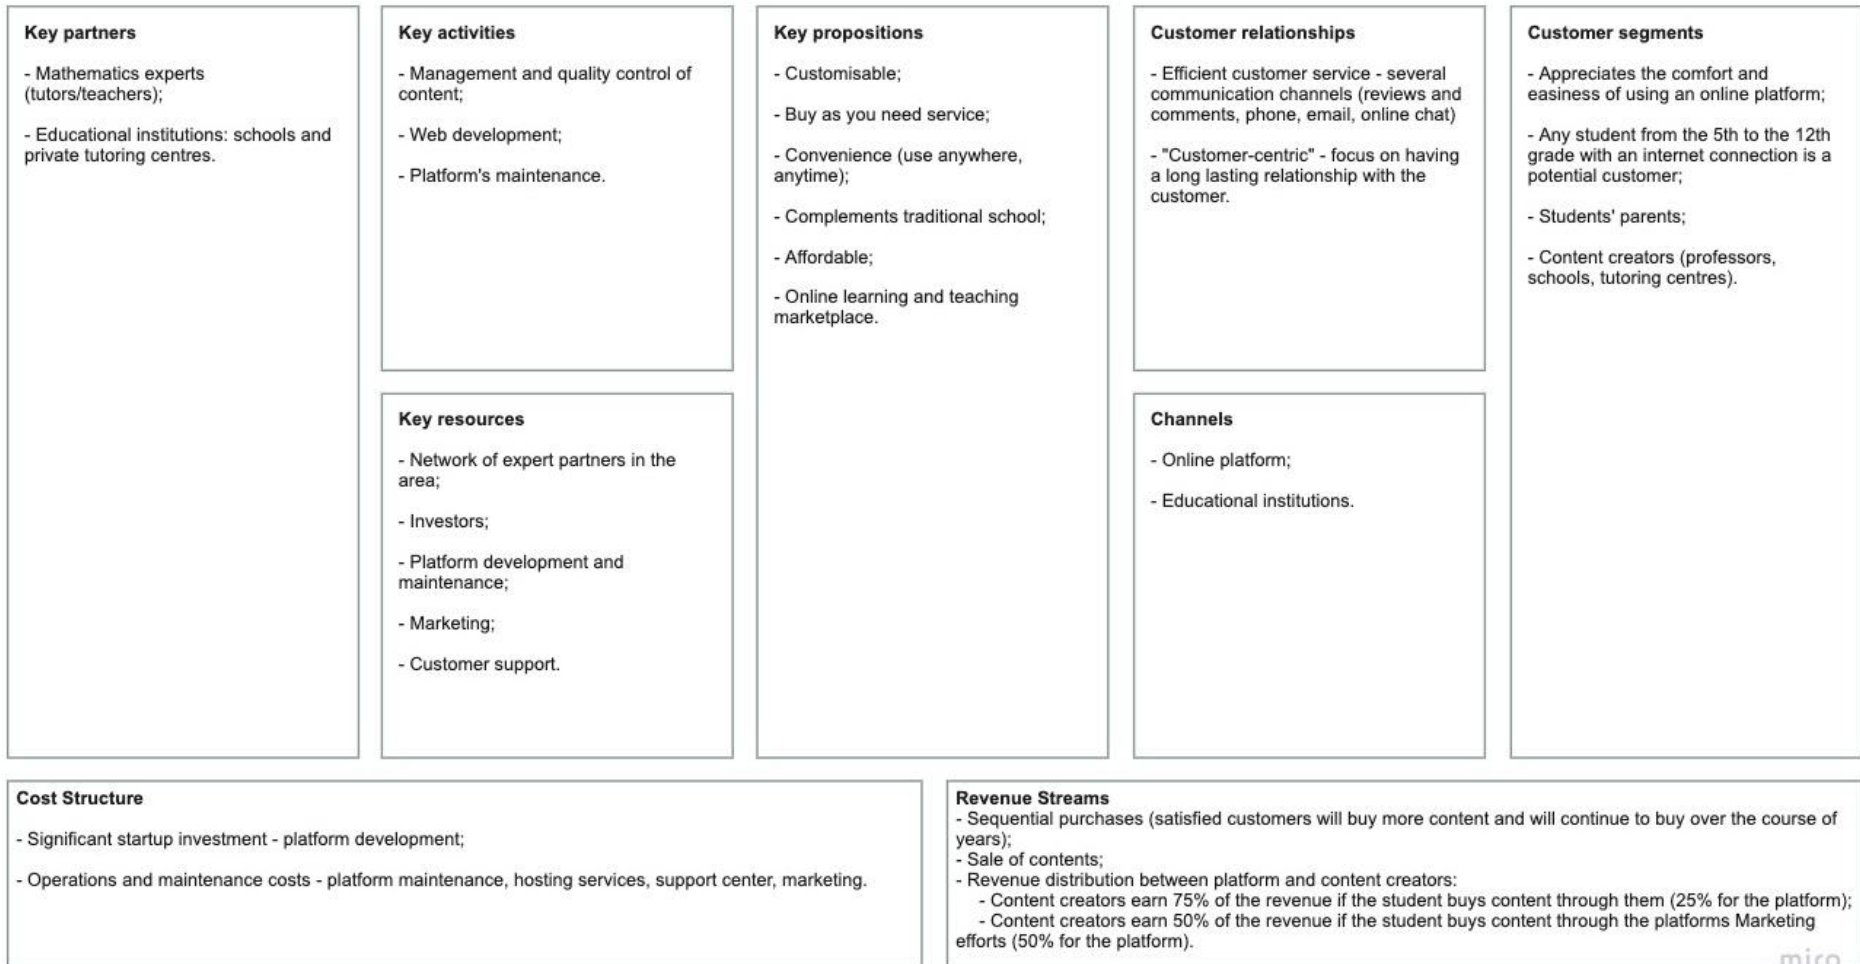 Key partners
- Mathematics experts
(tutors/teachers);
- Educational institutions: schools and
private tutoring centres.
Key activities
- Management and quality control of
content;
- Web development;
- Platform's maintenance.
Key resources
- Network of expert partners in the
area;
- Investors;
- Platform development and
maintenance;
- Marketing;
- Customer support.
Key propositions
- Customisable;
- Buy as you need service;
- Convenience (use anywhere,
anytime);
- Complements traditional school;
- Affordable;
- Online learning and teaching
marketplace.
Customer relationships
- Efficient customer service - several
communication channels (reviews and
comments, phone, email, online chat)
- "Customer-centric" - focus on having
a long lasting relationship with the
customer.
Channels
- Online platform;
- Educational institutions.
Customer segments
- Appreciates the comfort and
easiness of using an online platform;
- Any student from the 5th to the 12th
grade with an internet connection is a
potential customer;
- Students' parents;
- Content creators (professors,
schools, tutoring centres).
Cost Structure
- Significant startup investment - platform development;
- Operations and maintenance costs - platform maintenance, hosting services, support center, marketing.
Revenue Streams
- Sequential purchases (satisfied customers will buy more content and will continue to buy over the course of
years);
- Sale of contents;
- Revenue distribution between platform and content creators:
- Content creators earn 75% of the revenue if the student buys content through them (25% for the platform);
- Content creators earn 50% of the revenue if the student buys content through the platforms Marketing
efforts (50% for the platform).
miro